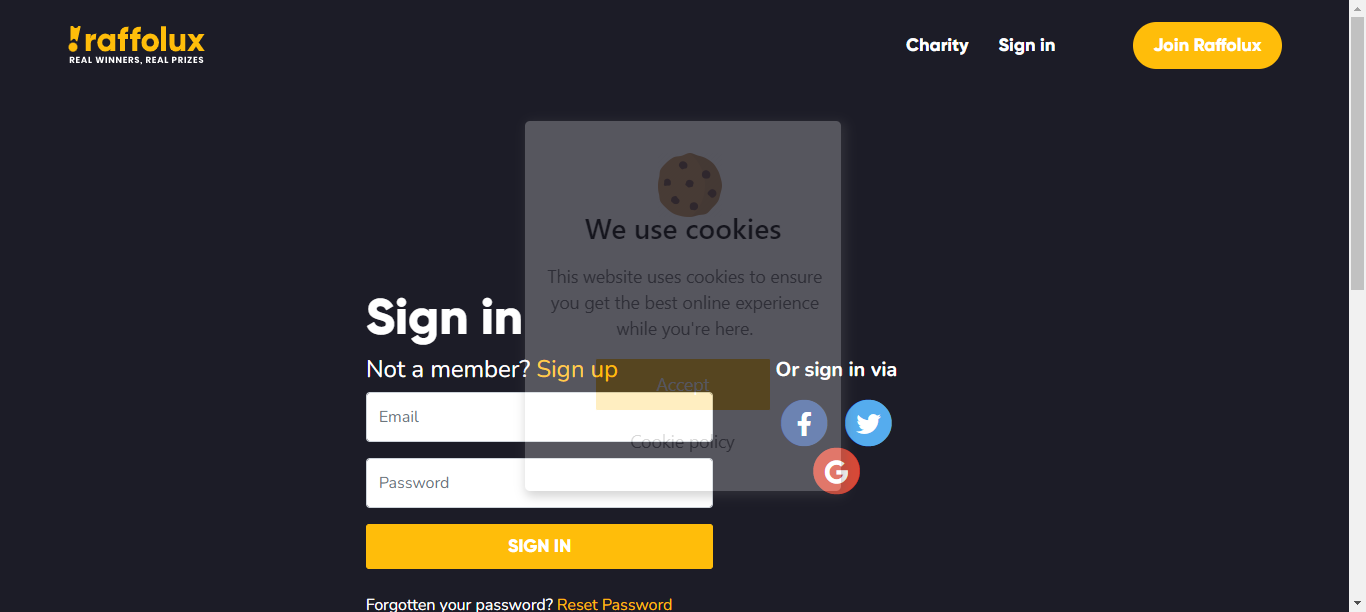 raffolux
REAL WINNERS, REAL PRIZES
Charity
Sign in
Join Raffolux
We use cookies
This website uses cookies to ensure
you get the best online experience
while you're here.
Accept
Cookie policy
Sign in
Not a member? Sign up
Email
Password
SIGN IN
Forgotten your password? Reset Password
Or sign in via